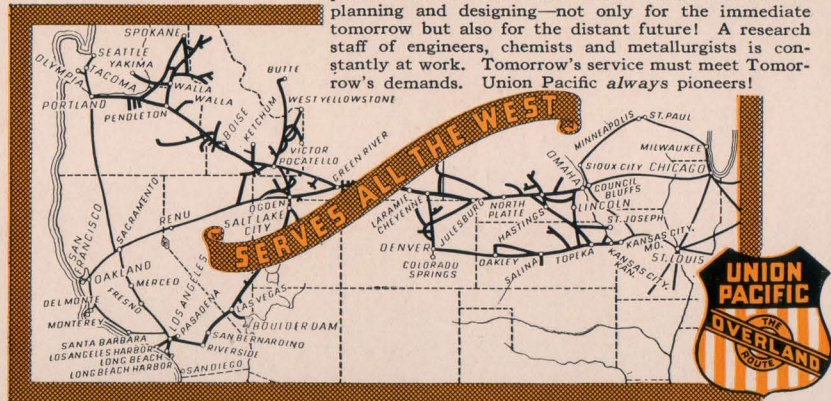 planning and designing—not only for the immediate
tomorrow but also for the distant future! A research
staff of engineers, chemists and metallurgists is con-
stantly at work. Tomorrow's service must meet Tomor-
row's demands. Union Pacific always pioneers!
SPOKANE
SEATTLE
YAKIMA
OLYMPIA
TACOMA
WALLA
WALLA
PORTLAND
PENDLETON
BUTTE
WEST YELLOWSTONE
BOISE
KETCHUM
VICTOR
POCATELLO
GREEN RIVER
SERVES ALL THE WEST
MINNEAPOLIS
ST. PAUL
MILWAUKEE
SIOUX CITY
CHICAGO
OMAHA
COUNCIL
BLUFFS
LINCOLN
ST. JOSEPH
KANSAS CITY,
MO.
KANSAS CITY,
KAN.
ST. LOUIS
LARAMIE
CHEYENNE
JULESBURG
NORTH
PLATTE
HASTINGS
DENVER
COLORADO
SPRINGS
OAKLEY
SALINA
TOPEKA
OGDEN
SALT LAKE
CITY
RENO
SACRAMENTO
SAN
FRANCISCO
OAKLAND
MERCED
FRESNO
DEL MONTE
MONTEREY
LOS ANGELES
PASADENA
LAS VEGAS
BOULDER DAM
SANTA BARBARA
LOS ANGELES HARBOR
LONG BEACH
LONG BEACH HARBOR
SAN BERNARDINO
RIVERSIDE
SAN DIEGO
UNION
PACIFIC
THE
OVERLAND
ROUTE